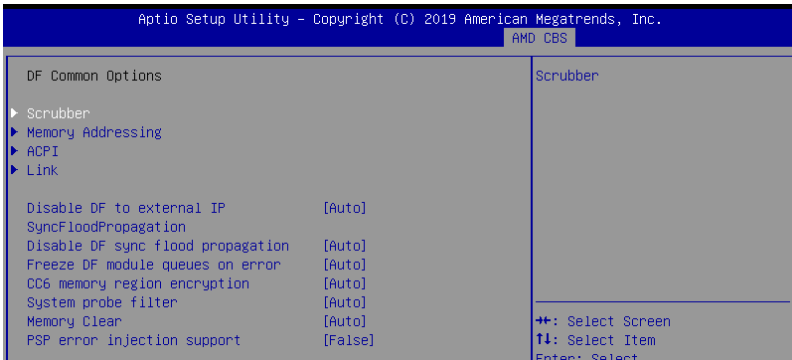 Aptio Setup Utility – Copyright (C) 2019 American Megatrends, Inc.
AMD CBS
DF Common Options
Scrubber
Memory Addressing
ACPI
Link
Disable DF to external IP [Auto]
SyncFloodPropagation
Disable DF sync flood propagation [Auto]
Freeze DF module queues on error [Auto]
CC6 memory region encryption [Auto]
System probe filter [Auto]
Memory Clear [Auto]
PSP error injection support [False]
Scrubber
→←: Select Screen
↑↓: Select Item
Enter: Select